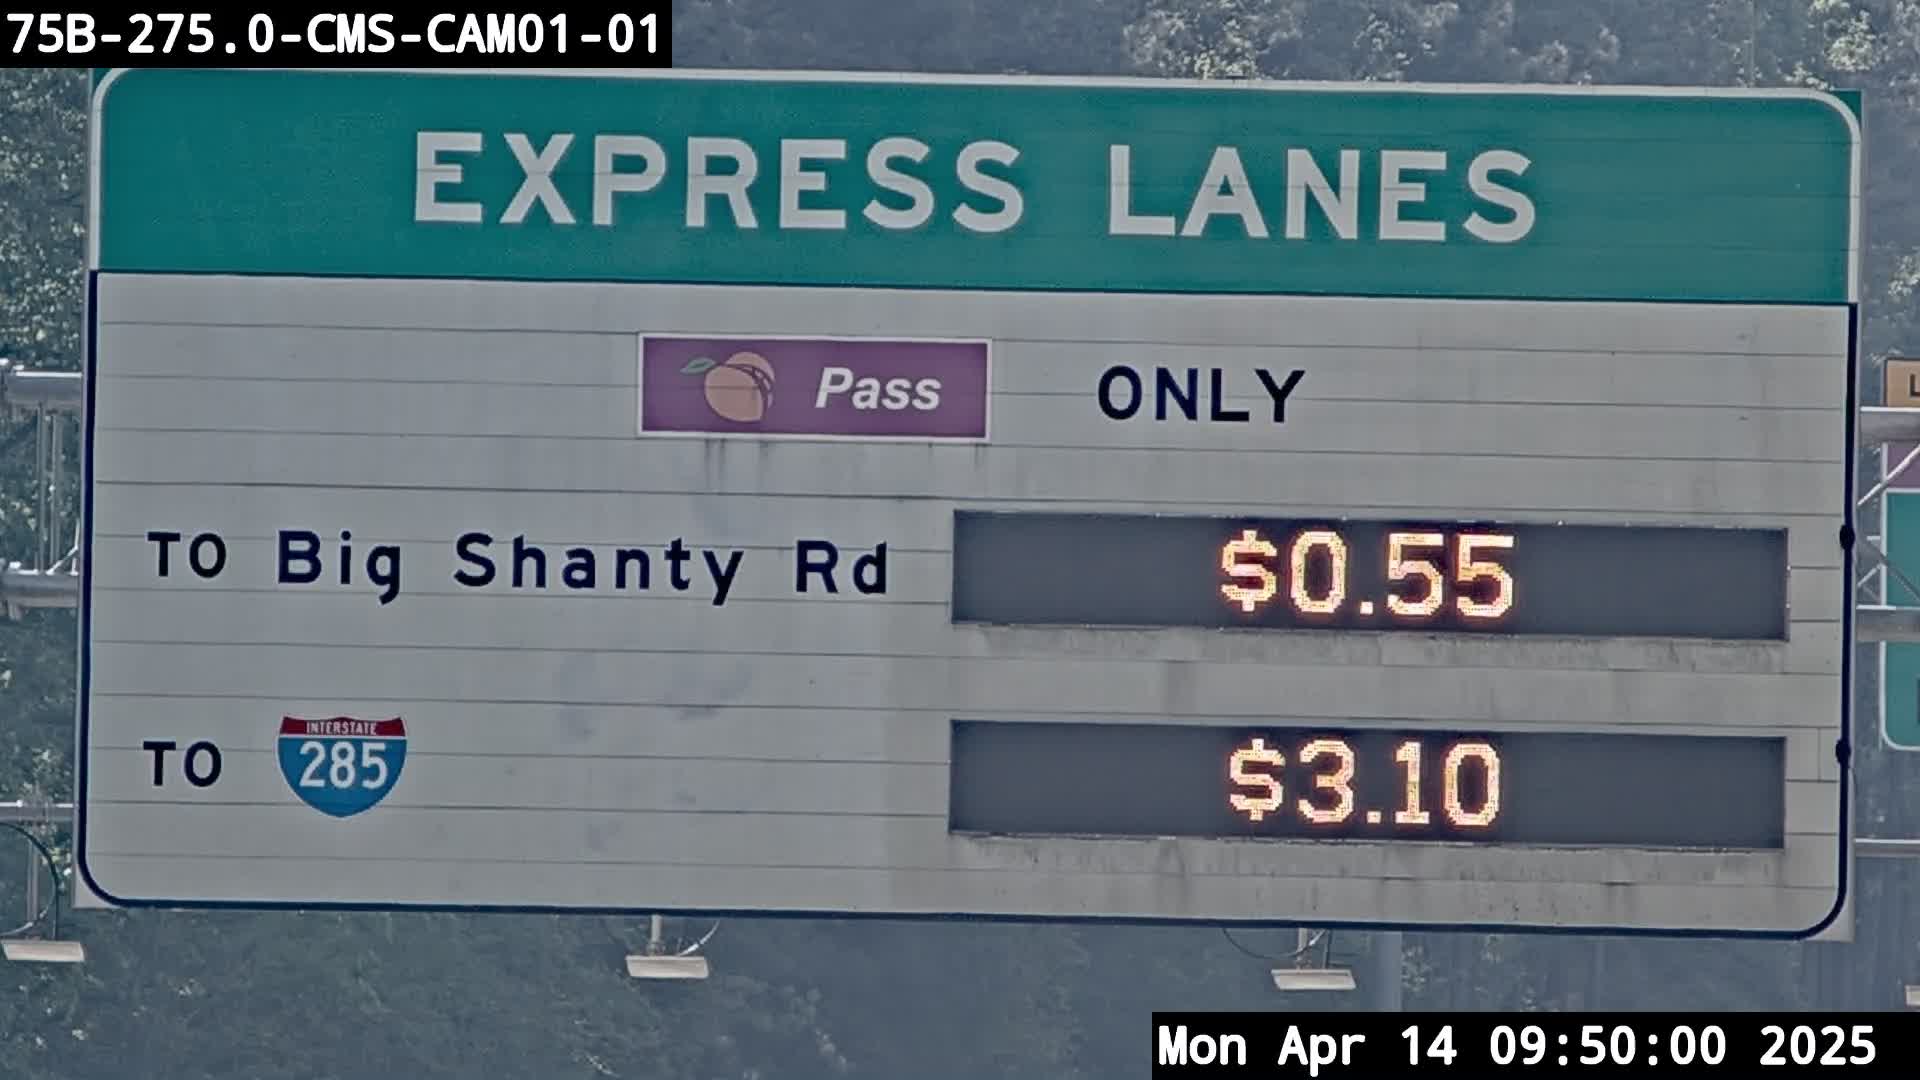 75B-275.0-CMS-CAM01-01
EXPRESS LANES
Pass ONLY
TO Big Shanty Rd $0.55
INTERSTATE
TO 285 $3.10
Mon Apr 14 09:50:00 2025